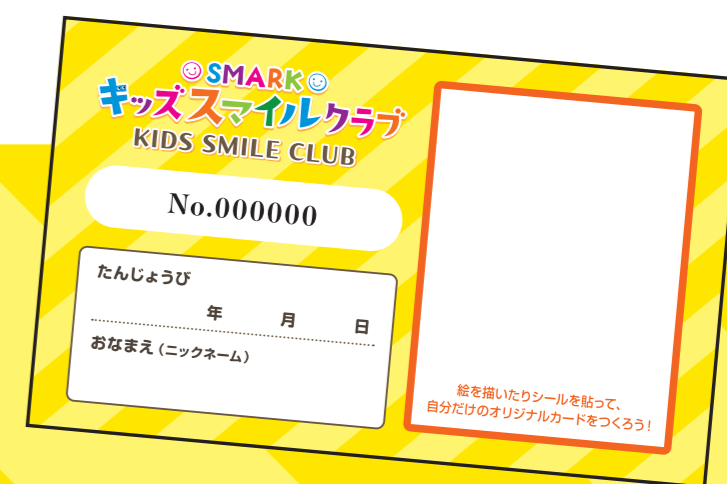 SMARK
キッズスマイルクラブ
KIDS SMILE CLUB
No.000000
たんじょうび
年 月 日
おなまえ(ニックネーム)
絵を描いたりシールを貼って、
自分だけのオリジナルカードをつくろう!